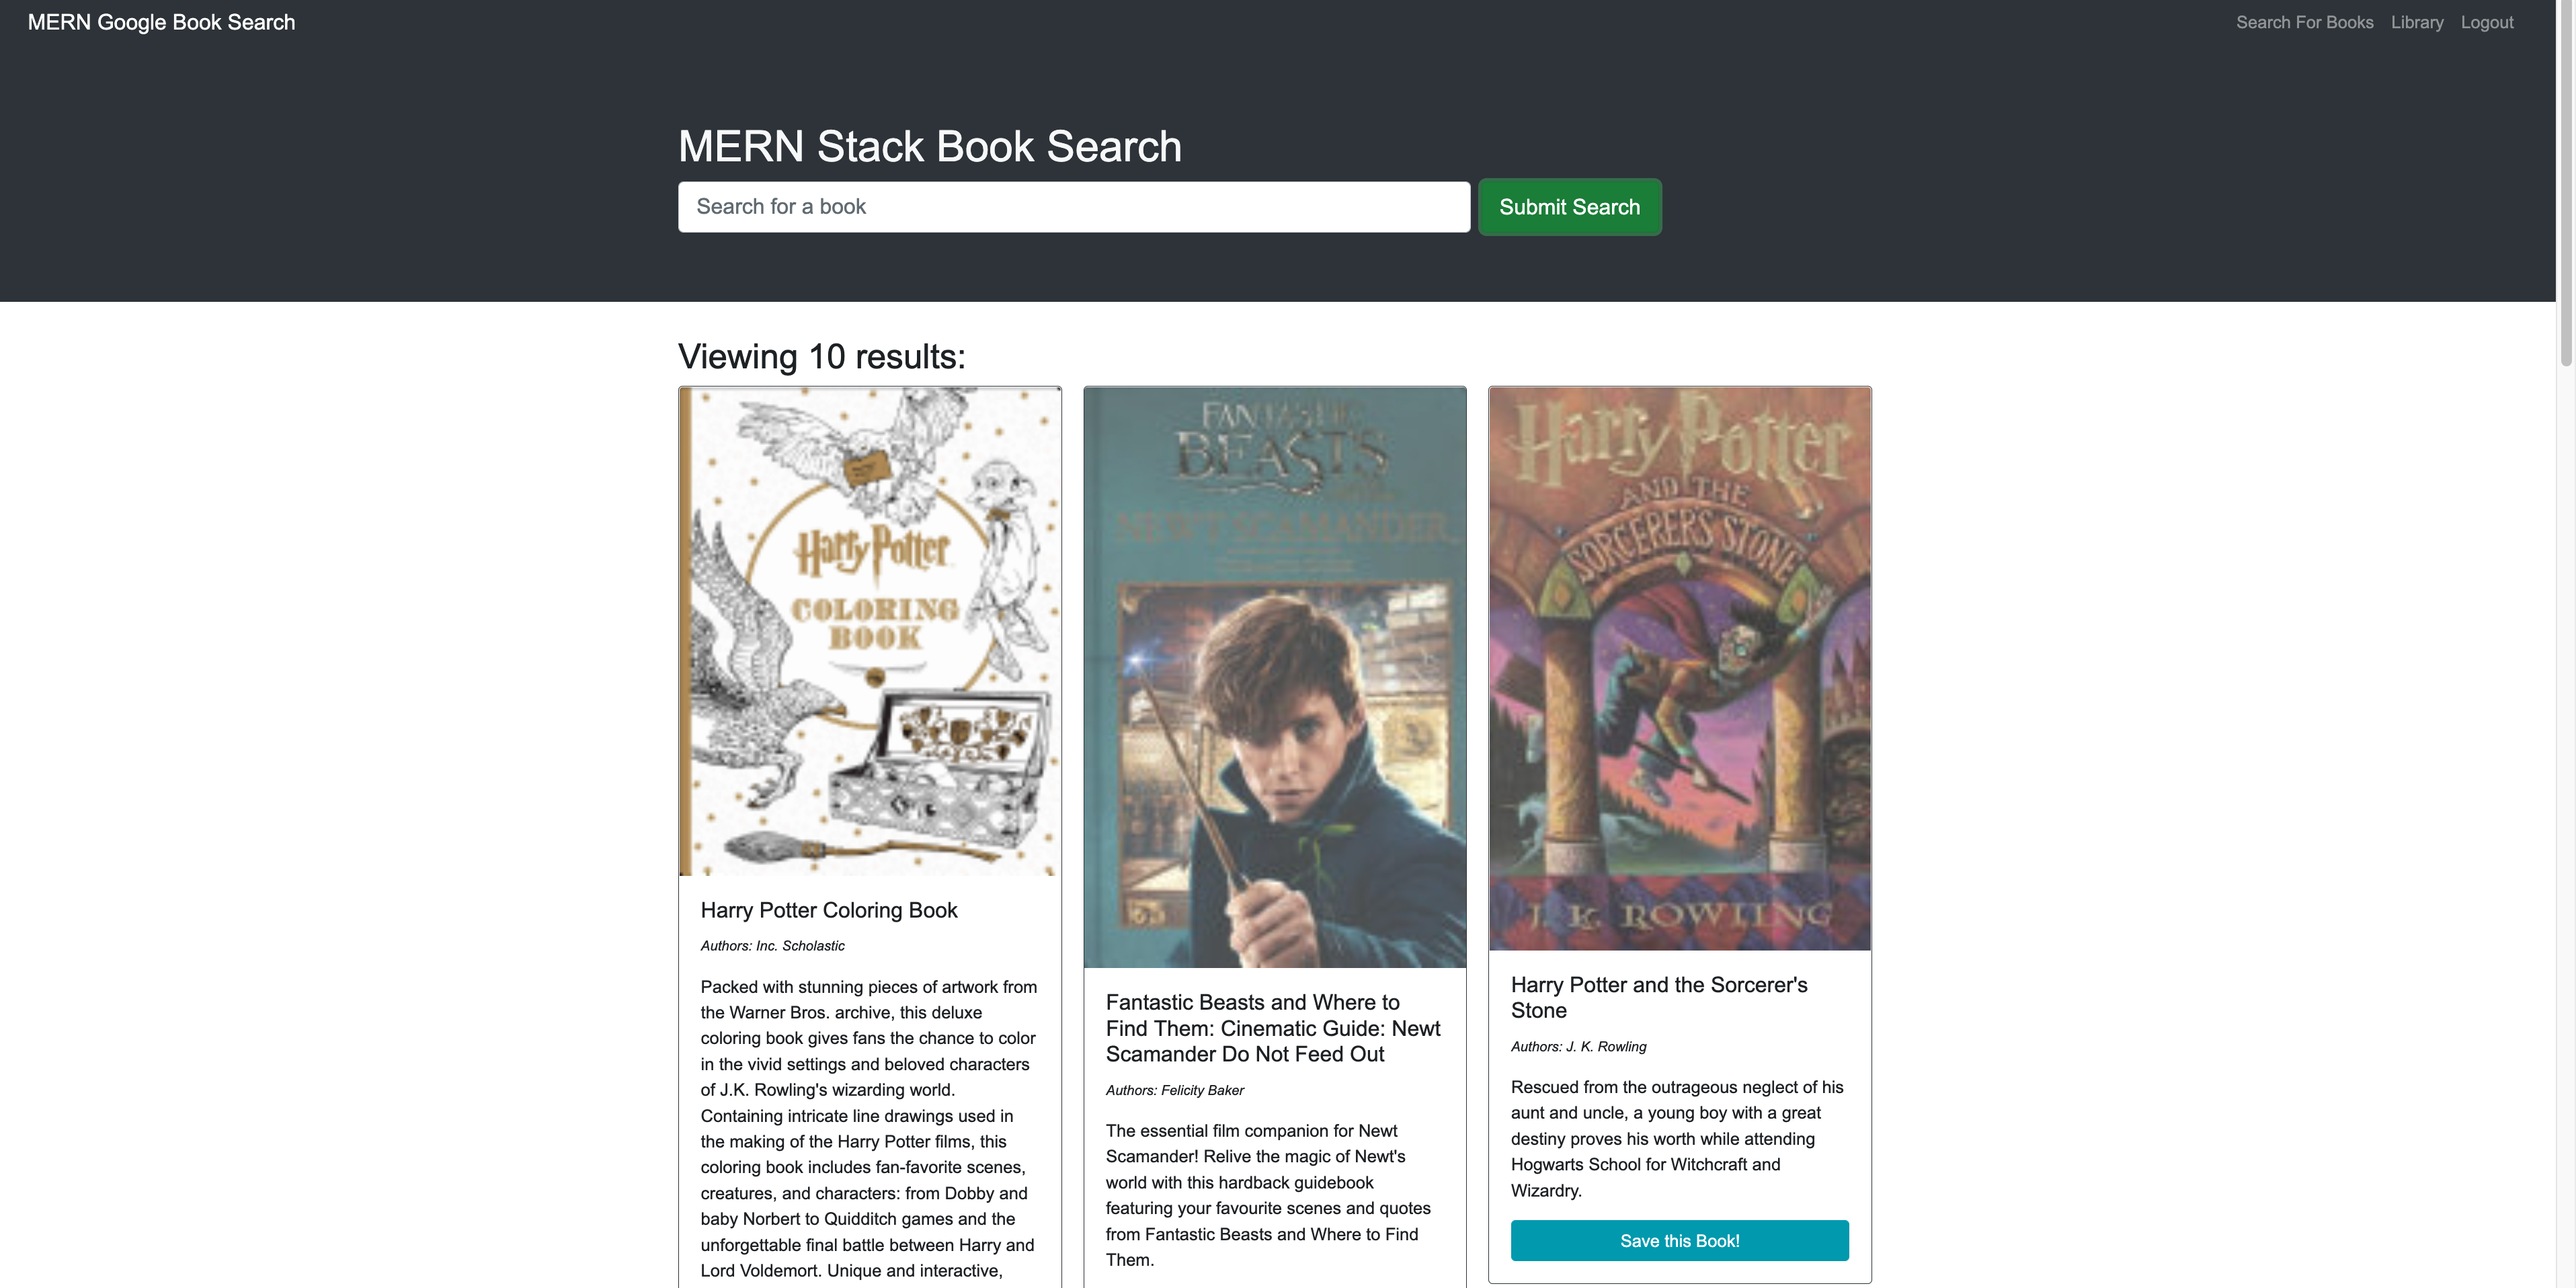 MERN Google Book Search
Search For Books Library Logout
MERN Stack Book Search
Search for a book
Submit Search
Viewing 10 results:
Harry Potter
COLORING
BOOK
Harry Potter Coloring Book
Authors: Inc. Scholastic
Packed with stunning pieces of artwork from
the Warner Bros. archive, this deluxe
coloring book gives fans the chance to color
in the vivid settings and beloved characters
of J.K. Rowling's wizarding world.
Containing intricate line drawings used in
the making of the Harry Potter films, this
coloring book includes fan-favorite scenes,
creatures, and characters: from Dobby and
baby Norbert to Quidditch games and the
unforgettable final battle between Harry and
Lord Voldemort. Unique and interactive,
FANTASTIC
BEASTS
NEWT SCAMANDER
Fantastic Beasts and Where to
Find Them: Cinematic Guide: Newt
Scamander Do Not Feed Out
Authors: Felicity Baker
The essential film companion for Newt
Scamander! Relive the magic of Newt's
world with this hardback guidebook
featuring your favourite scenes and quotes
from Fantastic Beasts and Where to Find
Them.
Harry Potter
AND THE
SORCERER'S STONE
J. K. ROWLING
Harry Potter and the Sorcerer's
Stone
Authors: J. K. Rowling
Rescued from the outrageous neglect of his
aunt and uncle, a young boy with a great
destiny proves his worth while attending
Hogwarts School for Witchcraft and
Wizardry.
Save this Book!